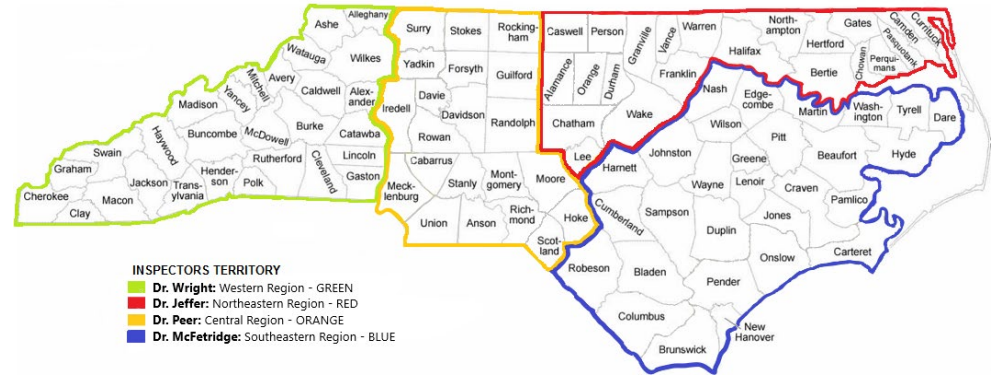 Alleghany
Ashe
Surry
Stokes
Rocking-
ham
Caswell
Person
Granville
Vance
Warren
North-
ampton
Gates
Camden
Currituck
Pasquotank
Watauga
Wilkes
Yadkin
Forsyth
Guilford
Alamance
Orange
Durham
Franklin
Halifax
Hertford
Chowan
Perqui-
mans
Bertie
Mitchell
Avery
Caldwell
Alex-
ander
Iredell
Davie
Davidson
Randolph
Chatham
Wake
Nash
Edge-
combe
Martin
Wash-
ington
Tyrell
Dare
Madison
Yancey
Buncombe
McDowell
Burke
Catawba
Rowan
Wilson
Pitt
Beaufort
Hyde
Haywood
Swain
Graham
Rutherford
Cleveland
Lincoln
Gaston
Cabarrus
Stanly
Mont-
gomery
Moore
Lee
Harnett
Johnston
Greene
Wayne
Lenoir
Craven
Pamlico
Cherokee
Clay
Macon
Jackson
Trans-
sylvania
Hender-
son
Polk
Meck-
lenburg
Union
Anson
Rich-
mond
Hoke
Scot-
land
Cumberland
Sampson
Duplin
Jones
Onslow
Carteret
Robeson
Bladen
Pender
Columbus
Brunswick
New
Hanover
INSPECTORS TERRITORY
Dr. Wright: Western Region - GREEN
Dr. Jeffer: Northeastern Region - RED
Dr. Peer: Central Region - ORANGE
Dr. McFetridge: Southeastern Region - BLUE